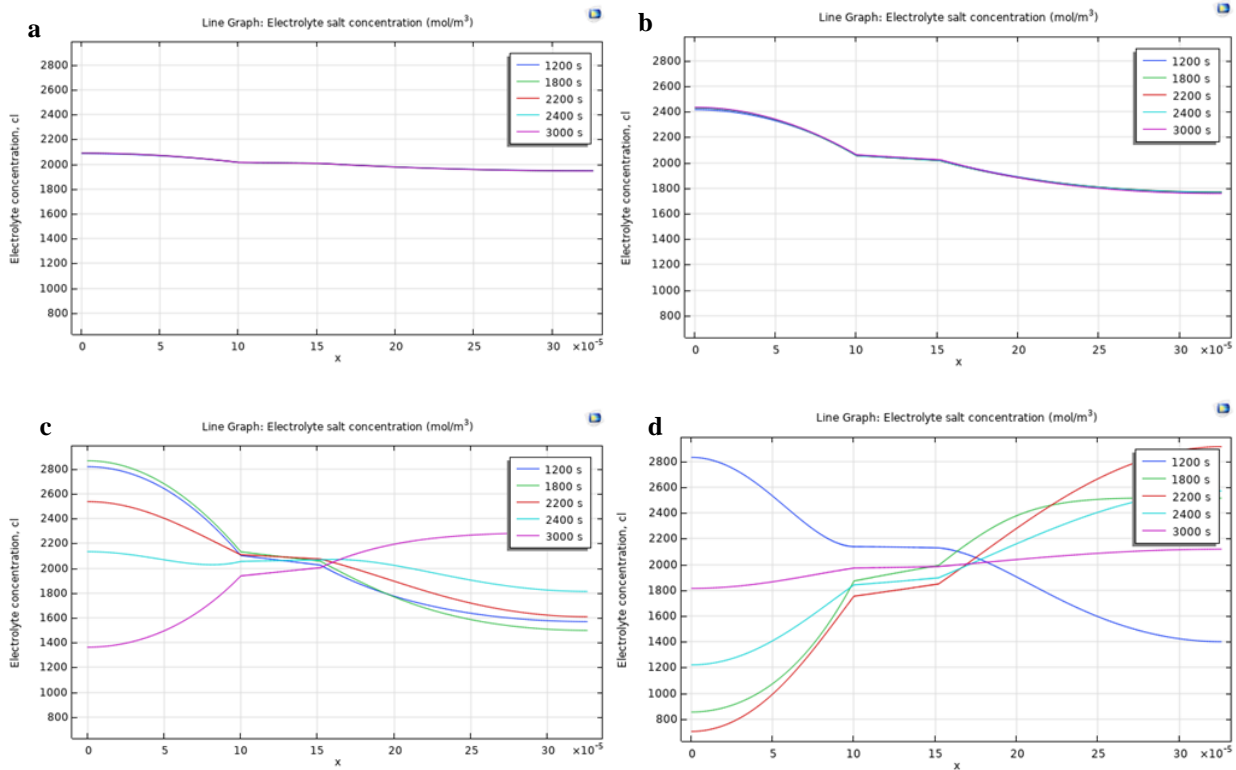 a
Line Graph: Electrolyte salt concentration (mol/m³)
Electrolyte concentration, cl
2800
2600
2400
2200
2000
1800
1600
1400
1200
1000
800
1200 s
1800 s
2200 s
2400 s
3000 s
0 5 10 15 20 25 30 ×10⁻⁵
x
b
Line Graph: Electrolyte salt concentration (mol/m³)
Electrolyte concentration, cl
2800
2600
2400
2200
2000
1800
1600
1400
1200
1000
800
1200 s
1800 s
2200 s
2400 s
3000 s
0 5 10 15 20 25 30 ×10⁻⁵
x
c
Line Graph: Electrolyte salt concentration (mol/m³)
Electrolyte concentration, cl
2800
2600
2400
2200
2000
1800
1600
1400
1200
1000
800
1200 s
1800 s
2200 s
2400 s
3000 s
0 5 10 15 20 25 30 ×10⁻⁵
x
d
Line Graph: Electrolyte salt concentration (mol/m³)
Electrolyte concentration, cl
2800
2600
2400
2200
2000
1800
1600
1400
1200
1000
800
1200 s
1800 s
2200 s
2400 s
3000 s
0 5 10 15 20 25 30 ×10⁻⁵
x